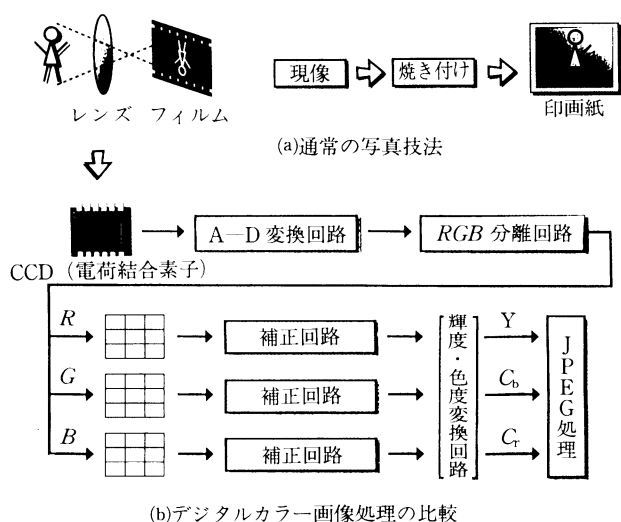 現像
焼き付け
レンズ フィルム
印画紙
(a)通常の写真技法
A―D変換回路
RGB分離回路
CCD (電荷結合素子)
R
補正回路
Y
G
補正回路
Cb
B
補正回路
Cr
輝度・色度変換回路
JPEG処理
(b)デジタルカラー画像処理の比較